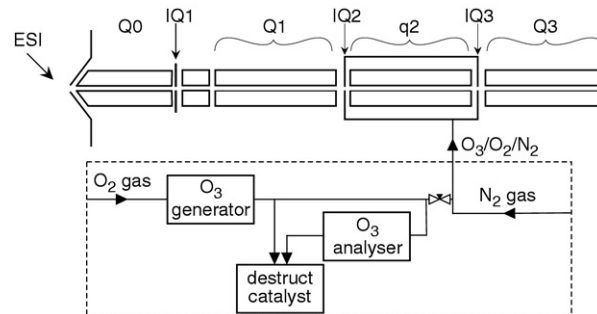 Q0
IQ1
Q1
IQ2
q2
IQ3
Q3
ESI
O₃/O₂/N₂
O₂ gas
O₃
generator
N₂ gas
O₃
analyser
destruct
catalyst